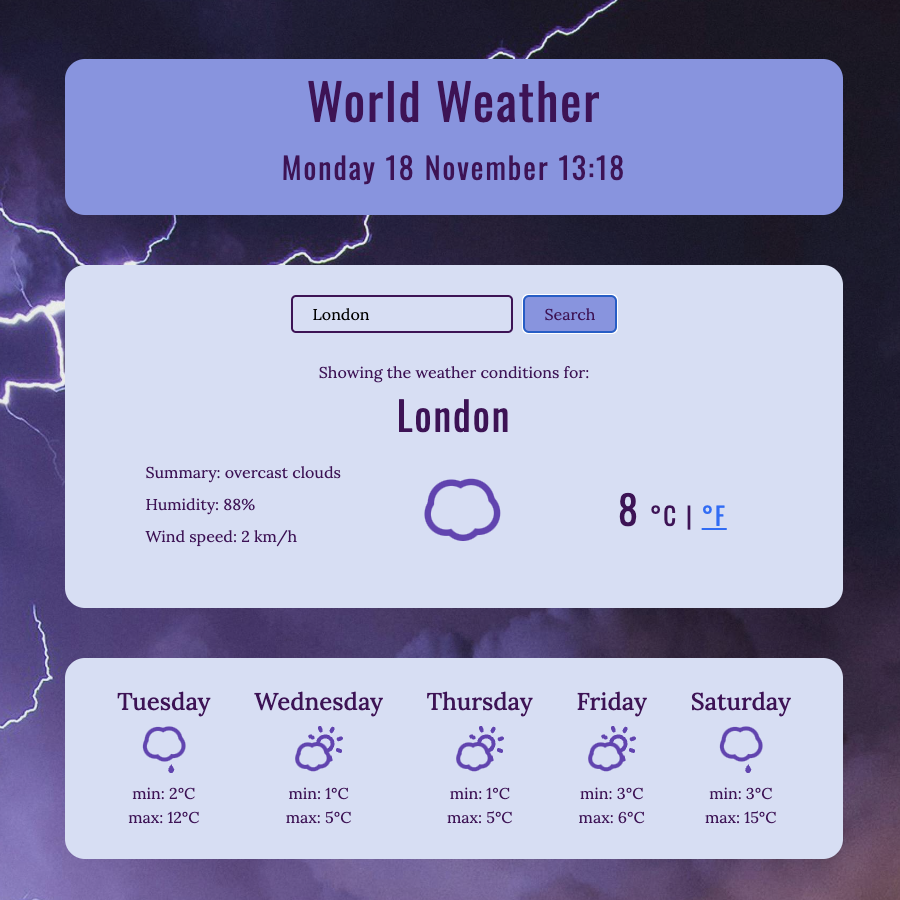 World Weather
Monday 18 November 13:18
London
Search
Showing the weather conditions for:
London
Summary: overcast clouds
Humidity: 88%
Wind speed: 2 km/h
8 °C | °F
Tuesday Wednesday Thursday Friday Saturday
min: 2°C min: 1°C min: 1°C min: 3°C min: 3°C
max: 12°C max: 5°C max: 5°C max: 6°C max: 15°C